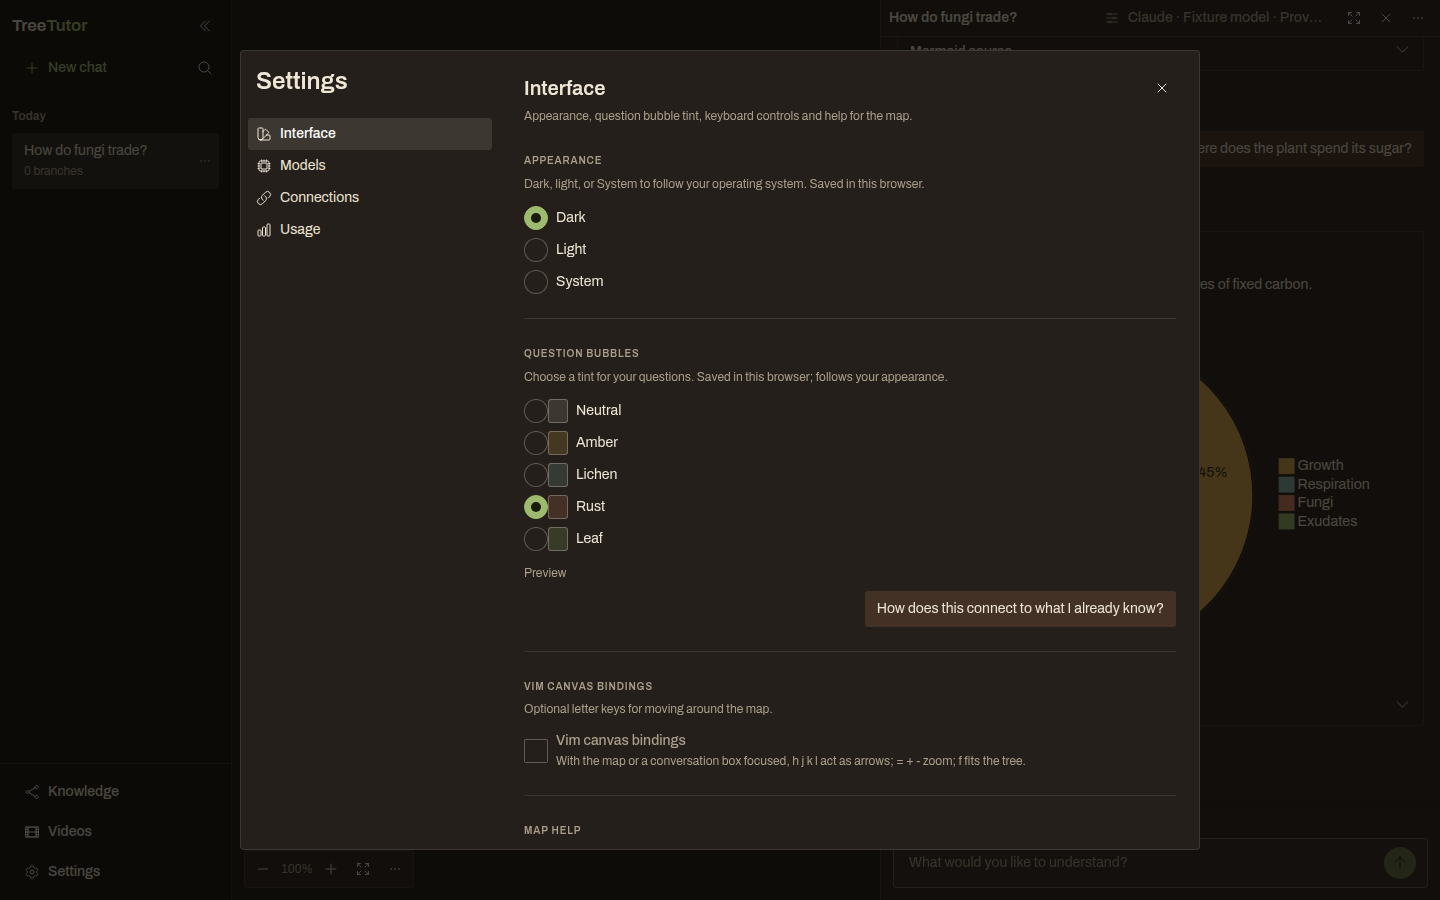 TreeTutor
New chat
Today
How do fungi trade?
0 branches
Knowledge
Videos
Settings
100%
How do fungi trade?
Claude · Fixture model · Prov…
Mermaid source
ere does the plant spend its sugar?
es of fixed carbon.
45%
Growth
Respiration
Fungi
Exudates
What would you like to understand?
Settings
Interface
Models
Connections
Usage
Interface
Appearance, question bubble tint, keyboard controls and help for the map.
APPEARANCE
Dark, light, or System to follow your operating system. Saved in this browser.
Dark
Light
System
QUESTION BUBBLES
Choose a tint for your questions. Saved in this browser; follows your appearance.
Neutral
Amber
Lichen
Rust
Leaf
Preview
How does this connect to what I already know?
VIM CANVAS BINDINGS
Optional letter keys for moving around the map.
Vim canvas bindings
With the map or a conversation box focused, h j k l act as arrows; = + - zoom; f fits the tree.
MAP HELP